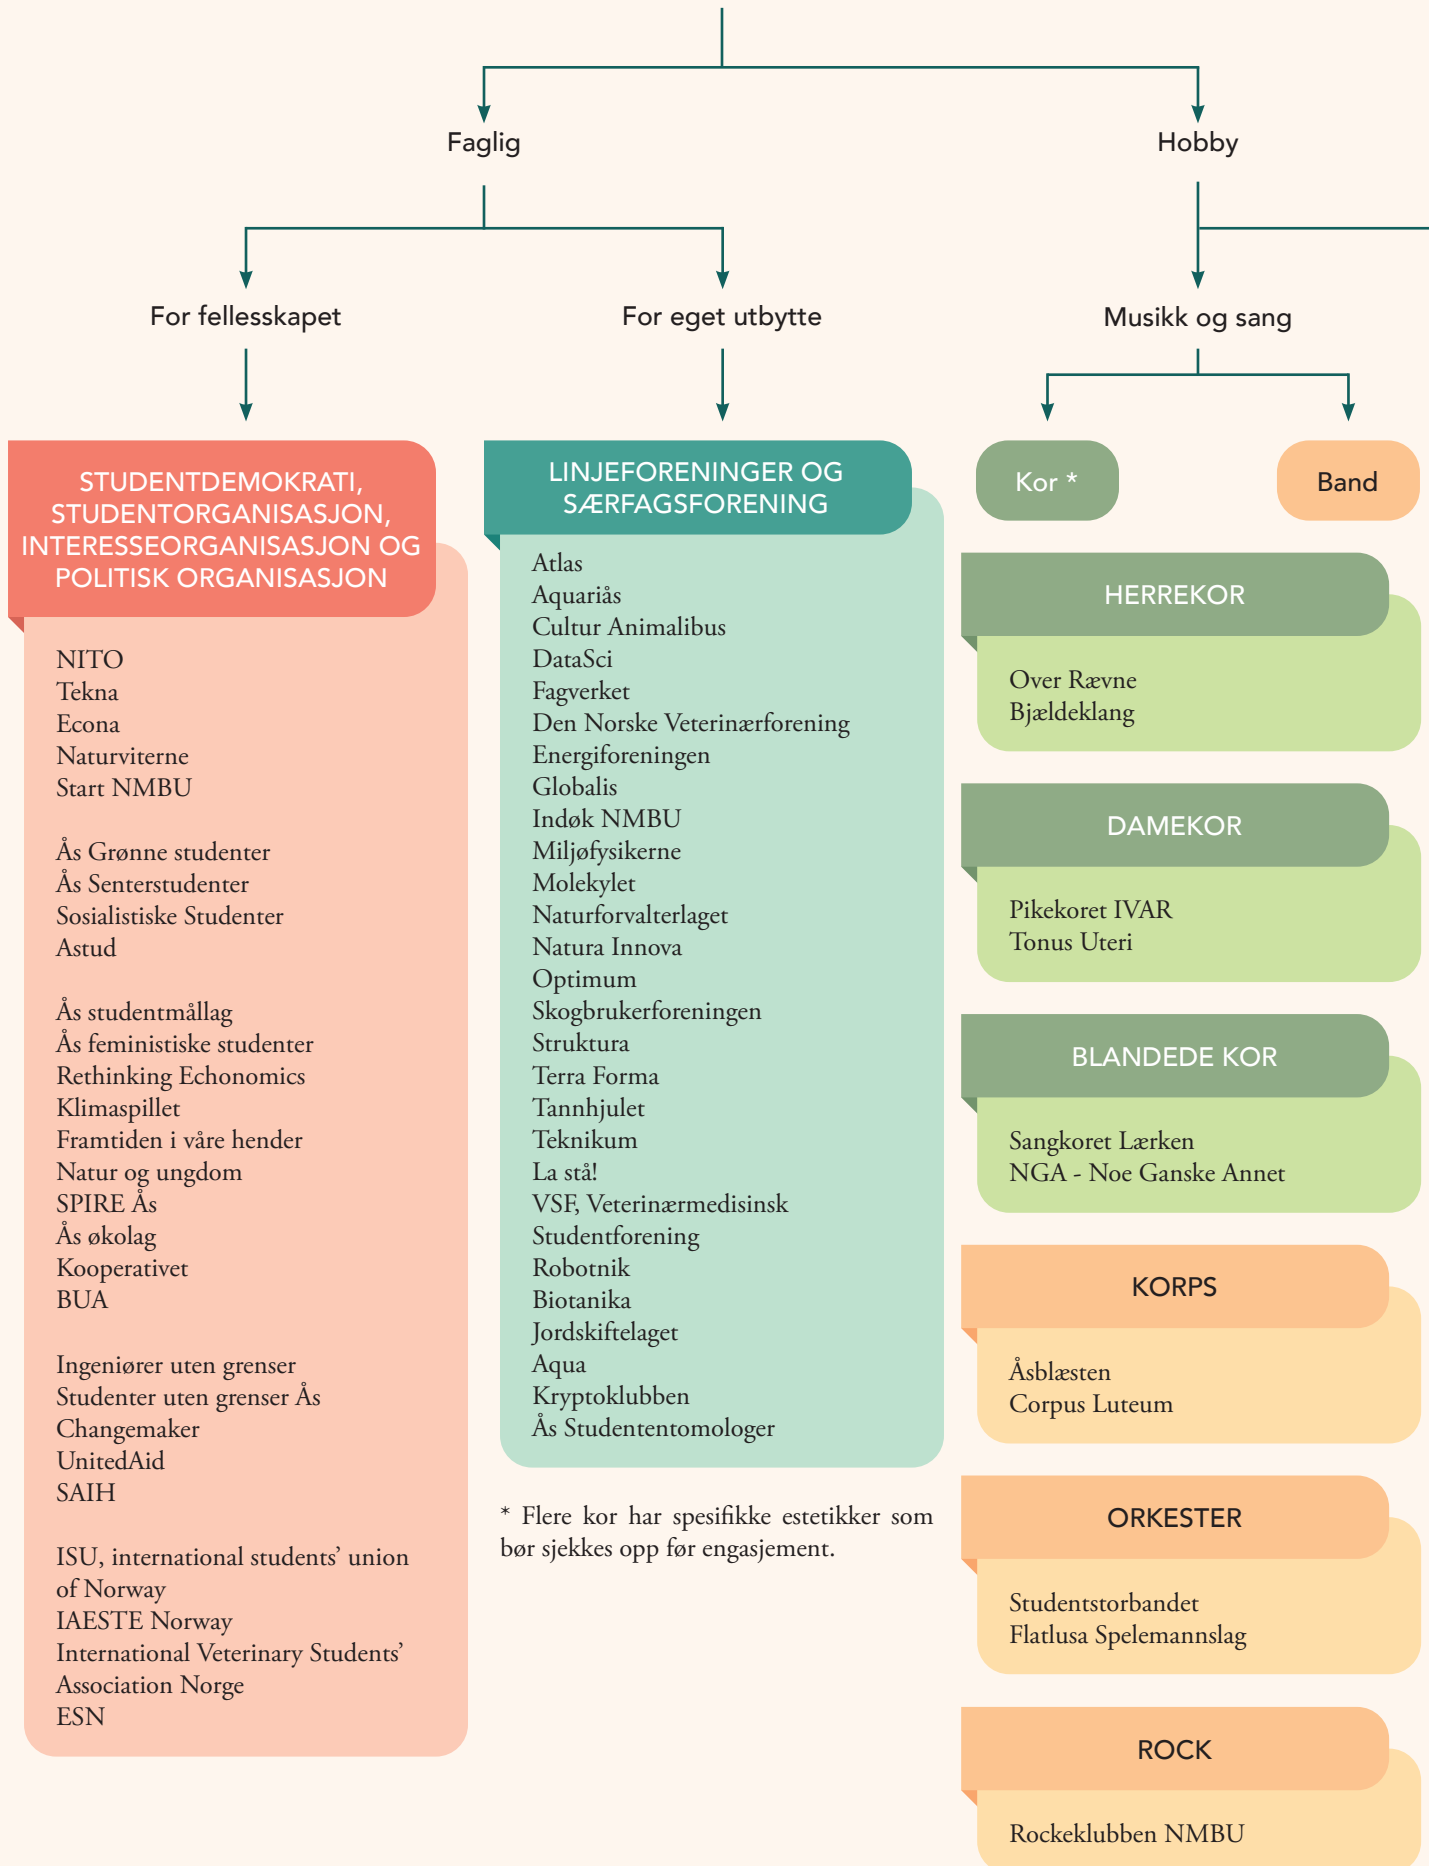 Faglig
Hobby
For fellesskapet
For eget utbytte
Musikk og sang
STUDENTDEMOKRATI,
STUDENTORGANISASJON,
INTERESSEORGANISASJON OG
POLITISK ORGANISASJON
NITO
Tekna
Econa
Naturviterne
Start NMBU
Ås Grønne studenter
Ås Senterstudenter
Sosialistiske Studenter
Astud
Ås studentmållag
Ås feministiske studenter
Rethinking Echonomics
Klimaspillet
Framtiden i våre hender
Natur og ungdom
SPIRE Ås
Ås økolag
Kooperativet
BUA
Ingeniører uten grenser
Studenter uten grenser Ås
Changemaker
UnitedAid
SAIH
ISU, international students’ union
of Norway
IAESTE Norway
International Veterinary Students’
Association Norge
ESN
LINJEFORENINGER OG
SÆRFAGSFORENING
Atlas
Aquariås
Cultur Animalibus
DataSci
Fagverket
Den Norske Veterinærforening
Energiforeningen
Globalis
Indøk NMBU
Miljøfysikerne
Molekylet
Naturforvalterlaget
Natura Innova
Optimum
Skogbrukerforeningen
Struktura
Terra Forma
Tannhjulet
Teknikum
La stå!
VSF, Veterinærmedisinsk
Studentforening
Robotnik
Biotanika
Jordskiftelaget
Aqua
Kryptoklubben
Ås Studententomologer
* Flere kor har spesifikke estetikker som
bør sjekkes opp før engasjement.
Kor *
Band
HERREKOR
Over Rævne
Bjældeklang
DAMEKOR
Pikekoret IVAR
Tonus Uteri
BLANDEDE KOR
Sangkoret Lærken
NGA - Noe Ganske Annet
KORPS
Åsblæsten
Corpus Luteum
ORKESTER
Studentstorbandet
Flatlusa Spelemannslag
ROCK
Rockeklubben NMBU